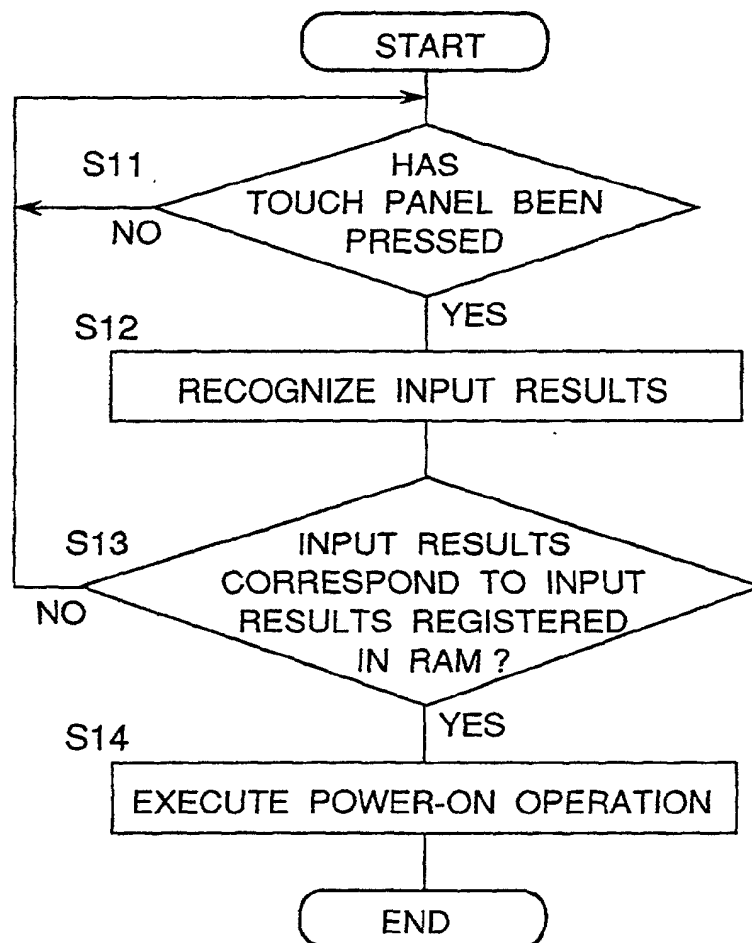 START
S11
HAS
TOUCH PANEL BEEN
PRESSED
NO
YES
S12
RECOGNIZE INPUT RESULTS
S13
INPUT RESULTS
CORRESPOND TO INPUT
RESULTS REGISTERED
IN RAM ?
NO
YES
S14
EXECUTE POWER-ON OPERATION
END